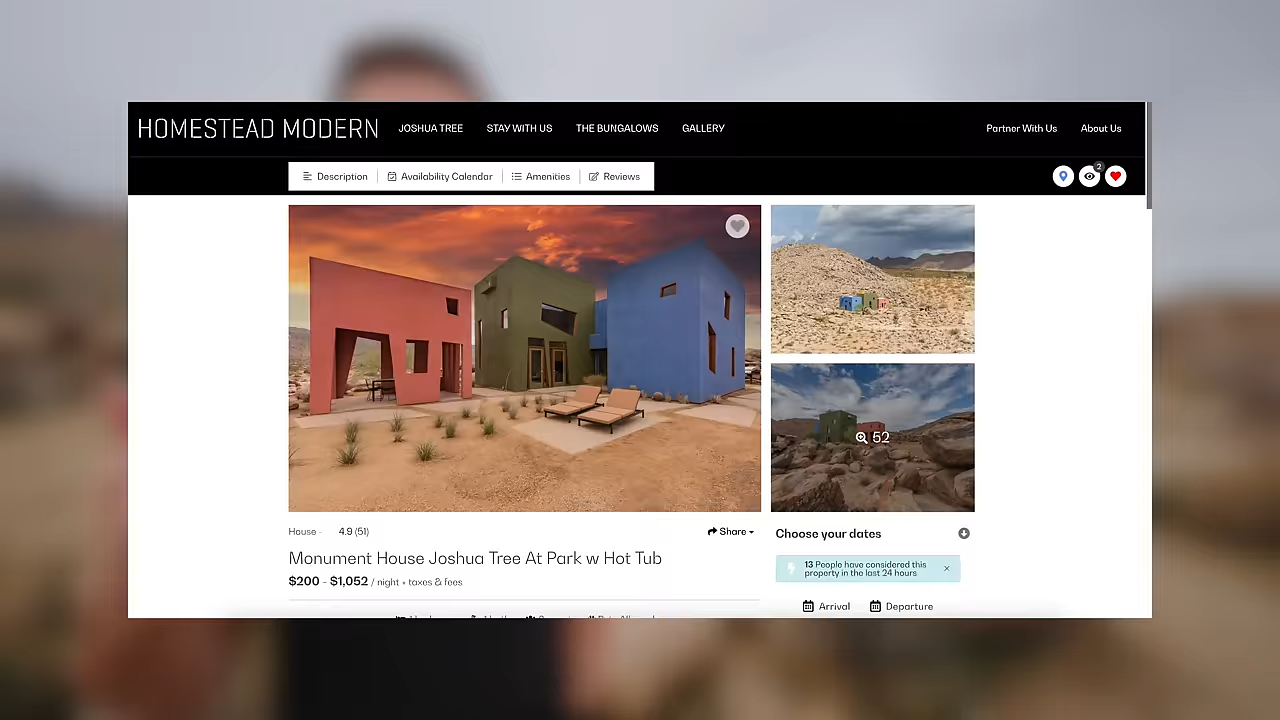 HOMESTEAD MODERN
JOSHUA TREE
STAY WITH US
THE BUNGALOWS
GALLERY
Partner With Us
About Us
Description
Availability Calendar
Amenities
Reviews
2
52
House -
4.9 (51)
Share
Choose your dates
13 People have considered this
property in the last 24 hours
Monument House Joshua Tree At Park w Hot Tub
$200 - $1,052 / night + taxes & fees
Arrival
Departure